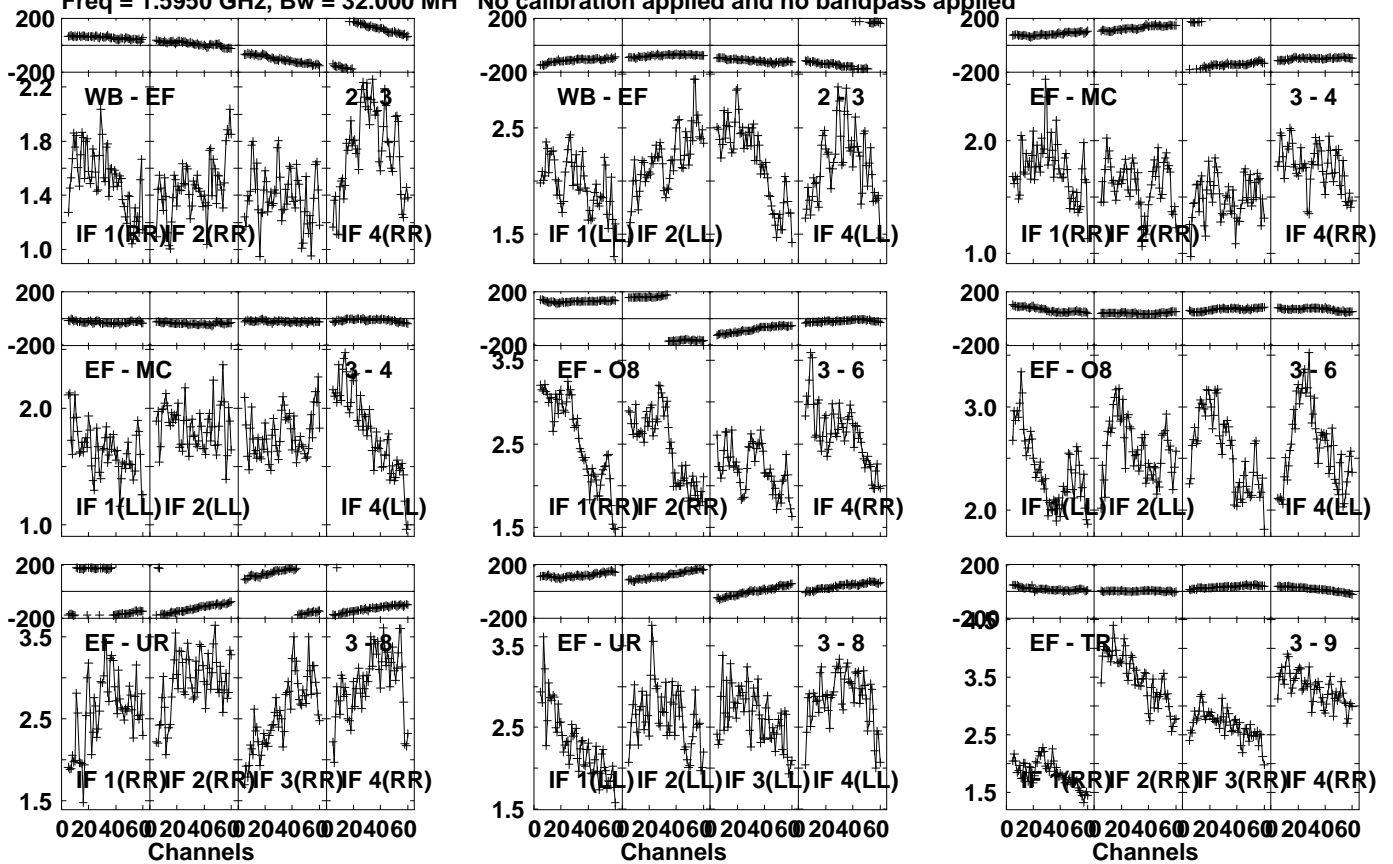 Freq = 1.5950 GHz, Bw = 32.000 MH No calibration applied and no bandpass applied
200
-200
2.2
1.8
1.4
1.0
WB - EF 2 - 3
IF 1(RR) IF 2(RR) IF 4(RR)
200
-200
2.5
1.5
WB - EF 2 - 3
IF 1(LL) IF 2(LL) IF 4(LL)
200
-200
2.0
1.0
EF - MC 3 - 4
IF 1(RR) IF 2(RR) IF 4(RR)
200
-200
2.0
1.0
EF - MC 3 - 4
IF 1(LL) IF 2(LL) IF 4(LL)
200
-200
3.5
2.5
1.5
EF - O8 3 - 6
IF 1(RR) IF 2(RR) IF 4(RR)
200
-200
3.0
2.0
EF - O8 3 - 6
IF 1(LL) IF 2(LL) IF 4(LL)
200
-200
3.5
2.5
1.5
EF - UR 3 - 8
IF 1(RR) IF 2(RR) IF 3(RR) IF 4(RR)
0 20 40 60 0 20 40 60 0 20 40 60 0 20 40 60
Channels
200
-200
3.5
2.5
1.5
EF - UR 3 - 8
IF 1(LL) IF 2(LL) IF 3(LL) IF 4(LL)
0 20 40 60 0 20 40 60 0 20 40 60 0 20 40 60
Channels
200
-200
4.5
3.5
2.5
1.5
EF - TR 3 - 9
IF 1(RR) IF 2(RR) IF 3(RR) IF 4(RR)
0 20 40 60 0 20 40 60 0 20 40 60 0 20 40 60
Channels